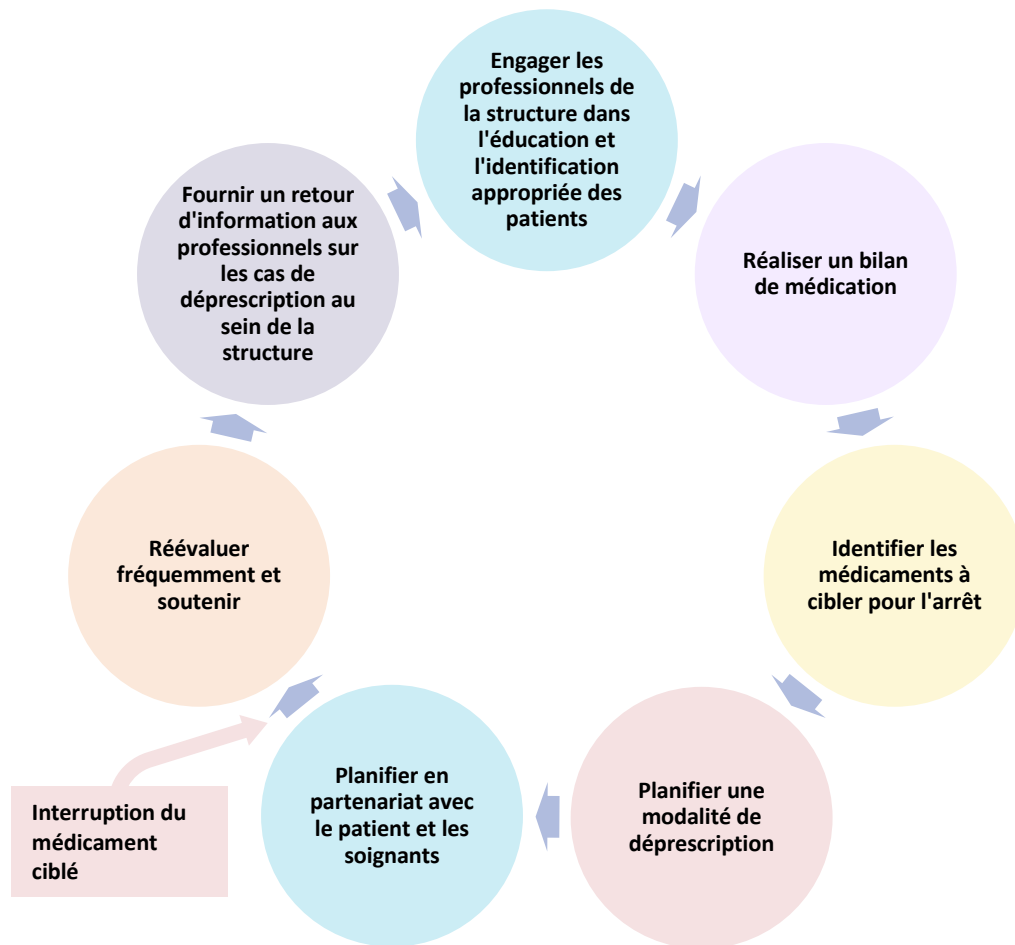 Engager les
professionnels de
la structure dans
l'éducation et
l'identification
appropriée des
patients
Réaliser un bilan
de médication
Identifier les
médicaments à
cibler pour l'arrêt
Planifier une
modalité de
déprescription
Planifier en
partenariat avec
le patient et les
soignants
Interruption du
médicament
ciblé
Réévaluer
fréquemment et
soutenir
Fournir un retour
d'information aux
professionnels sur
les cas de
déprescription au
sein de la
structure